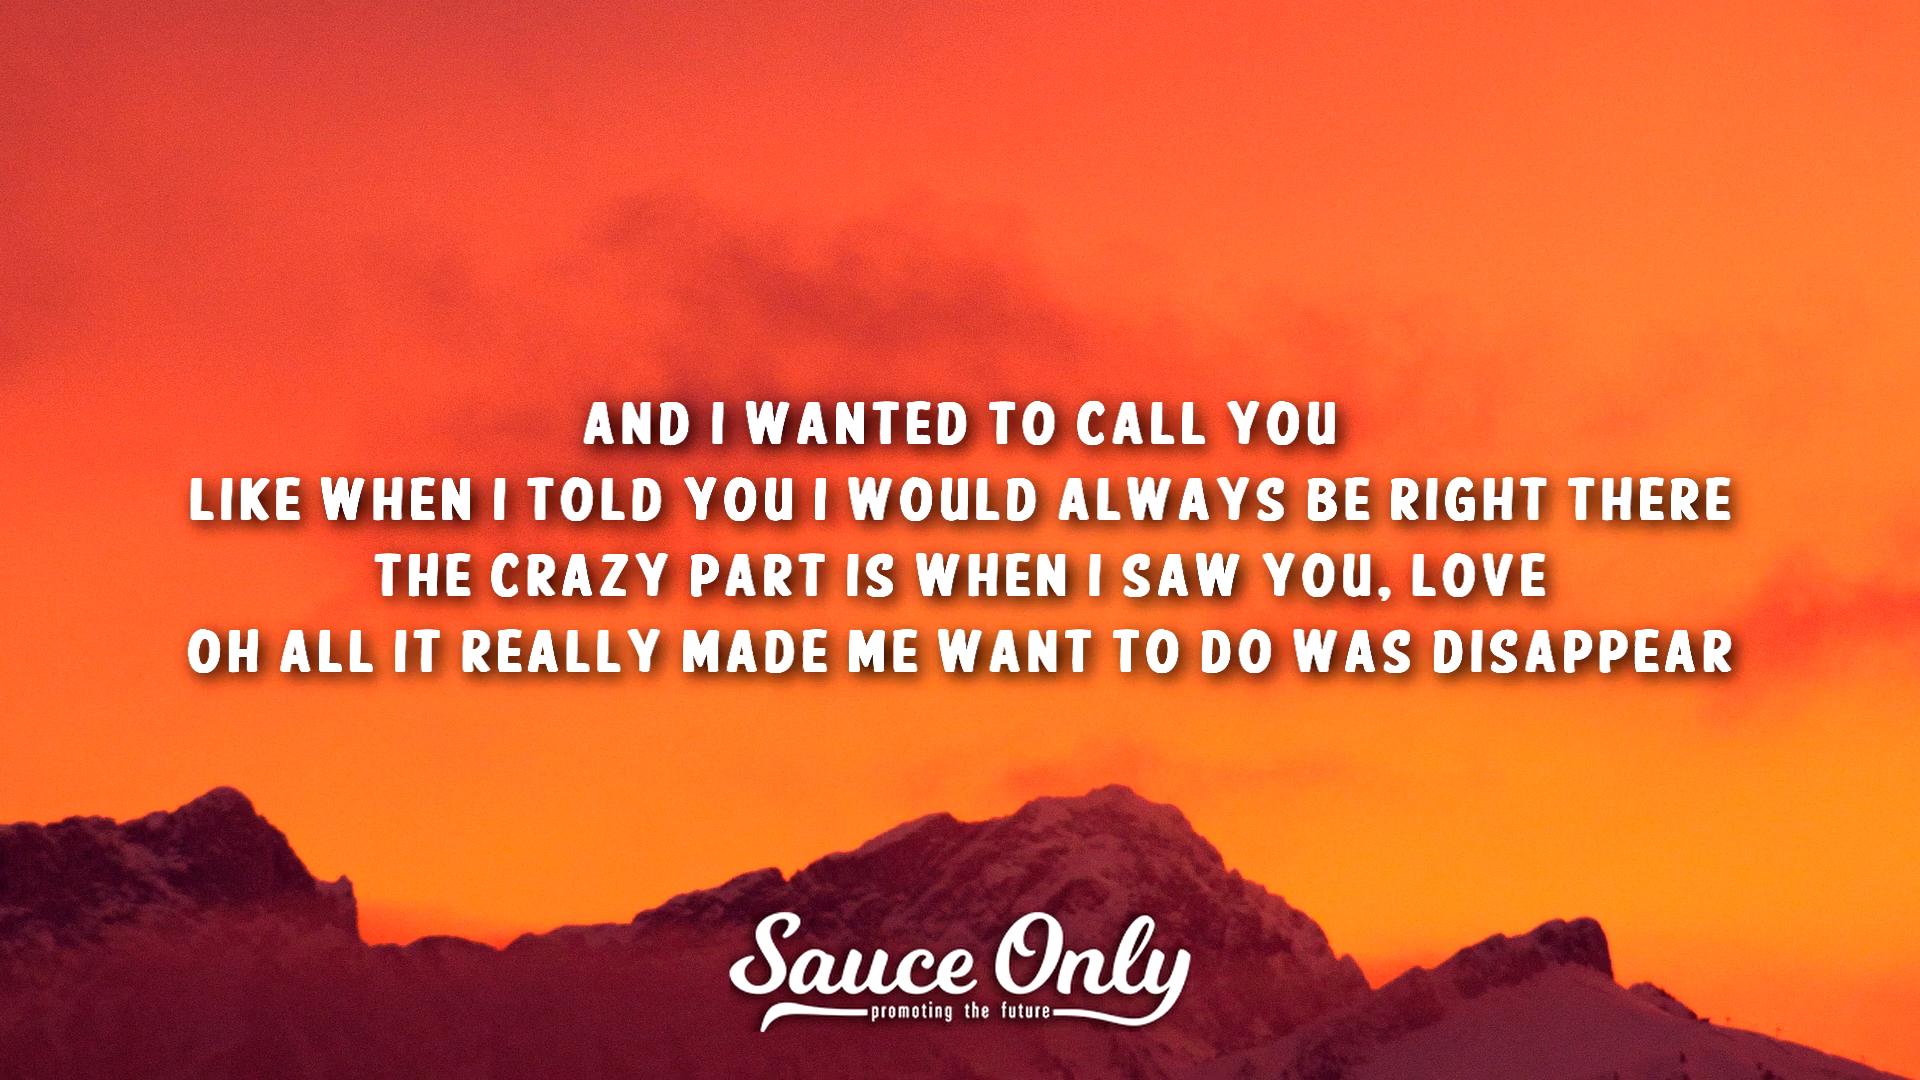 AND I WANTED TO CALL YOU
LIKE WHEN I TOLD YOU I WOULD ALWAYS BE RIGHT THERE
THE CRAZY PART IS WHEN I SAW YOU, LOVE
OH ALL IT REALLY MADE ME WANT TO DO WAS DISAPPEAR
Sauce Only
promoting the future